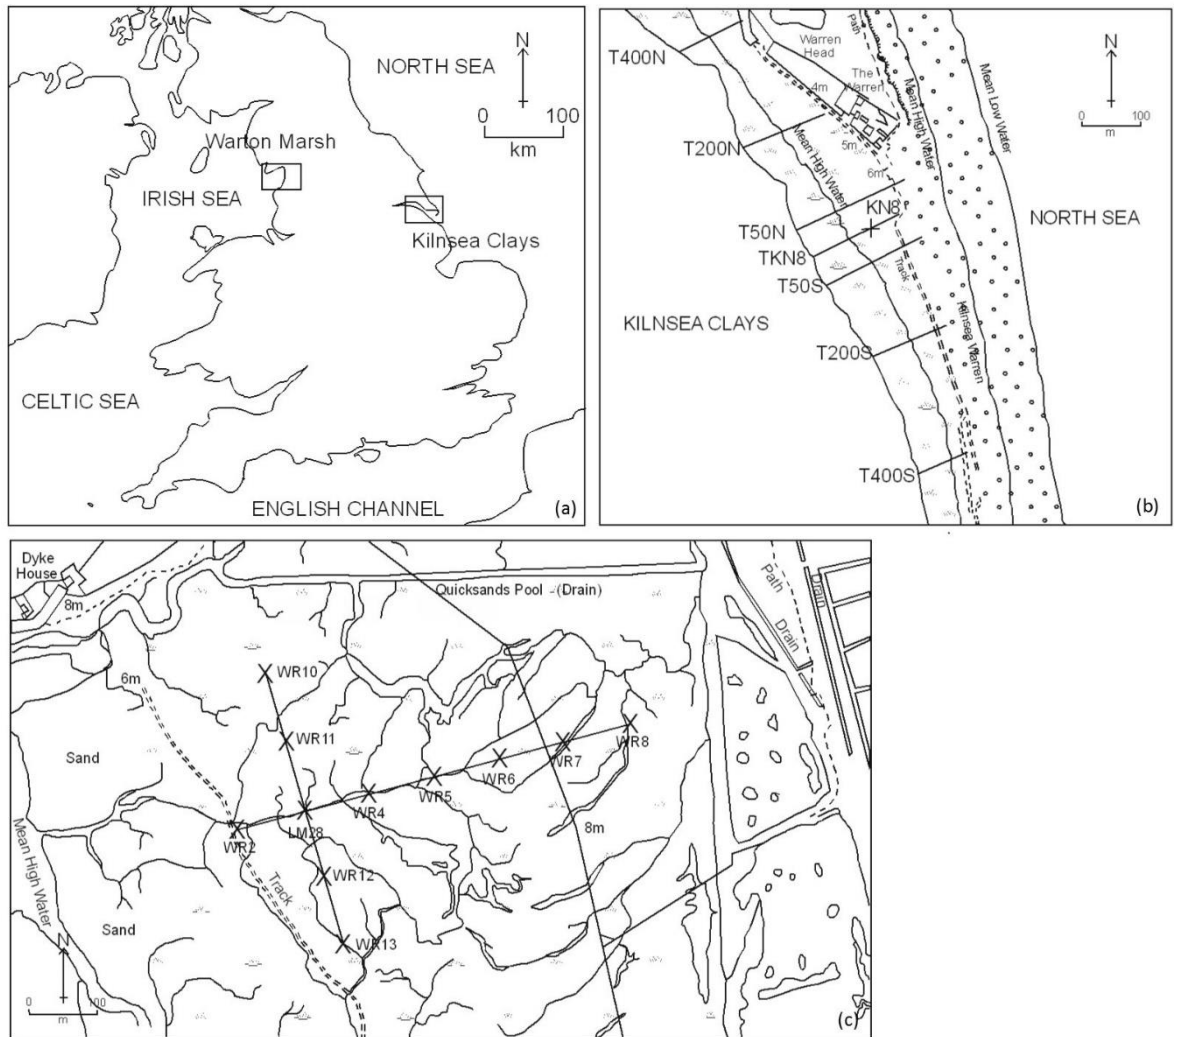 N
NORTH SEA
0 100
km
Warton Marsh
IRISH SEA
Kilnsea Clays
CELTIC SEA
ENGLISH CHANNEL
(a)
T400N
Warren
Head
Path
N
The
Warren
4m
Mean High Water
Mean Low Water
0 100
m
T200N
5m
Mean High Water
6m
KN8
NORTH SEA
T50N
TKN8
T50S
Track
KILNSEA CLAYS
T200S
Kilnsea Warren
T400S
(b)
Dyke
House
8m
Quicksands Pool (Drain)
Path
Drain
Drain
6m
WR10
WR11
WR8
WR7
WR6
WR5
WR4
Sand
LM28
WR2
8m
WR12
Mean High Water
Track
Sand
WR13
N
0 100
m
(c)